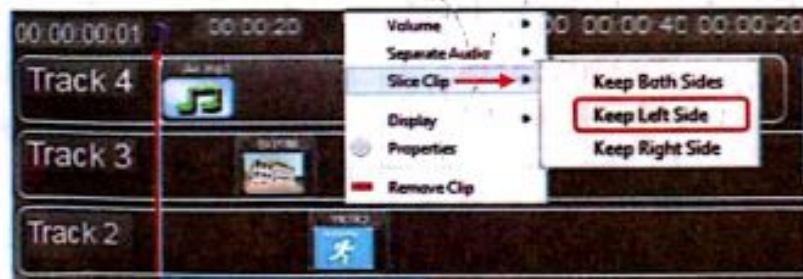 00:00:00:01
00:00:20
00:00:40
00:00:20
Volume
Separate Audio
Slice Clip
Display
Properties
Remove Clip
Keep Both Sides
Keep Left Side
Keep Right Side
Track 4
Track 3
Track 2